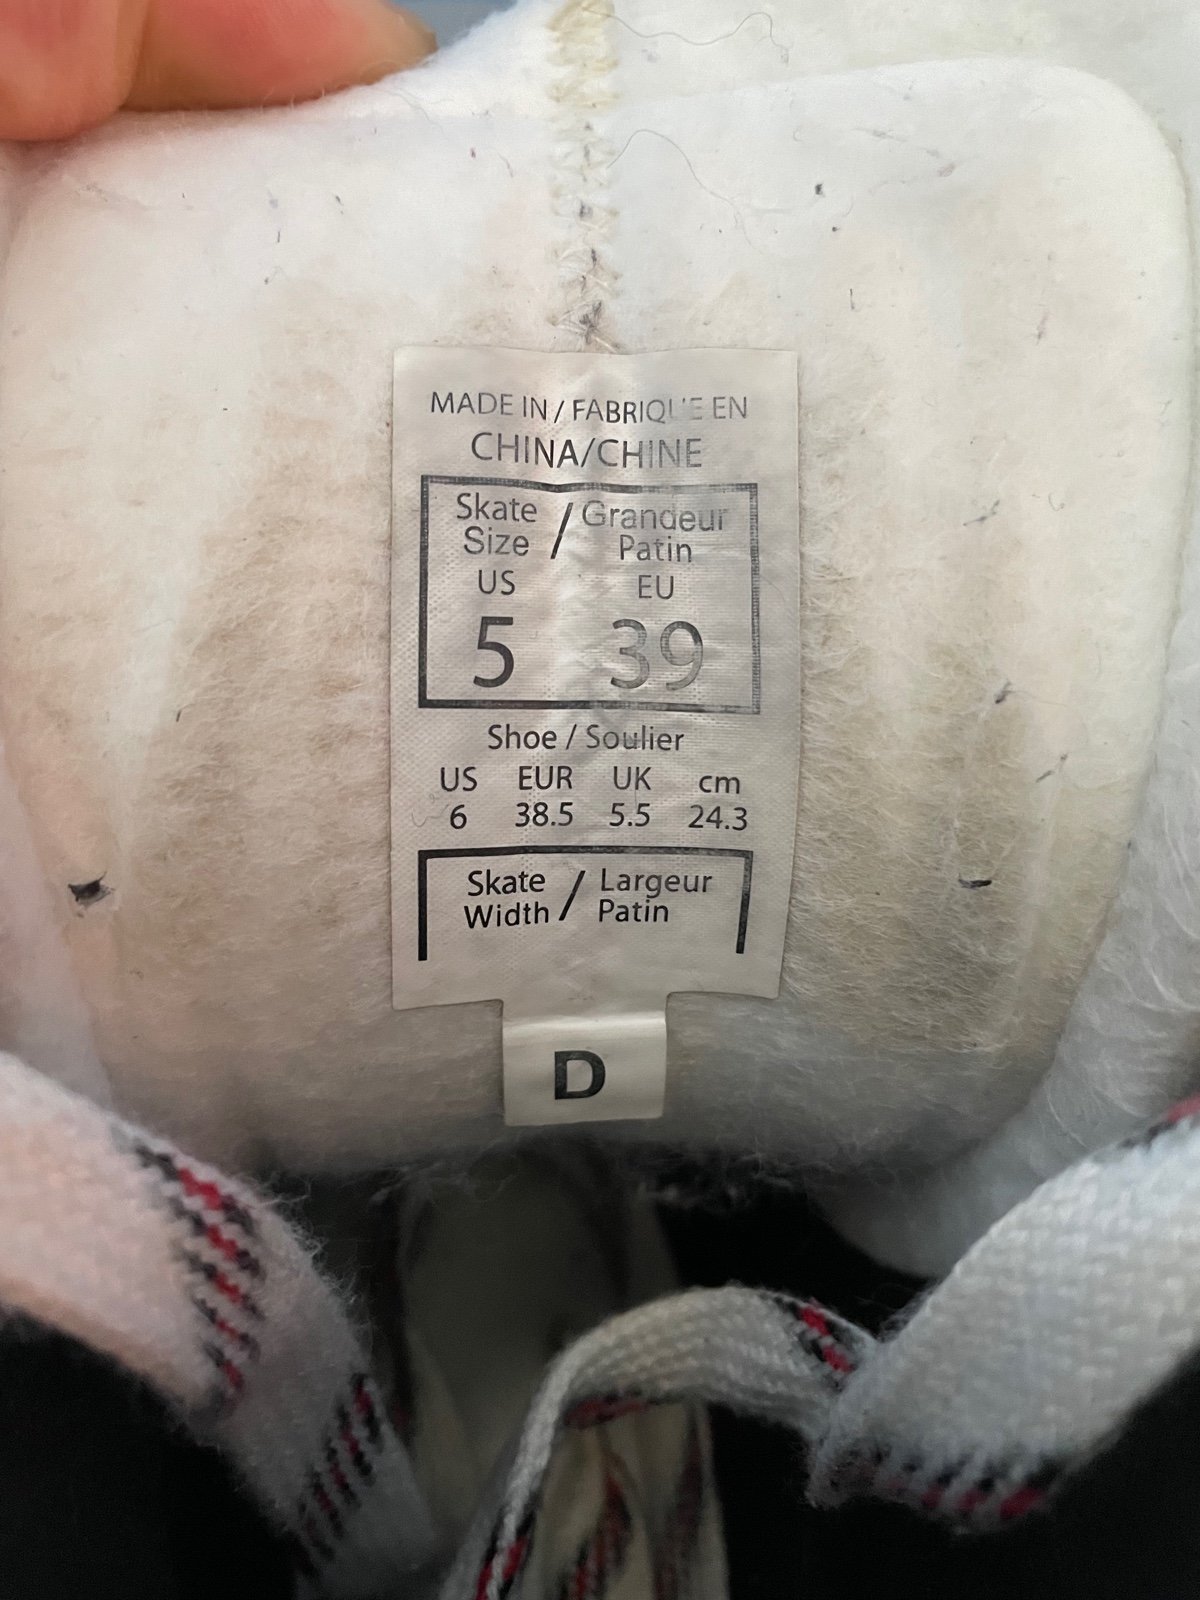 MADE IN / FABRIQUE EN
CHINA/CHINE
Skate Size / Grandeur Patin
US EU
5 39
Shoe / Soulier
US EUR UK cm
6 38.5 5.5 24.3
Skate Width / Largeur Patin
D